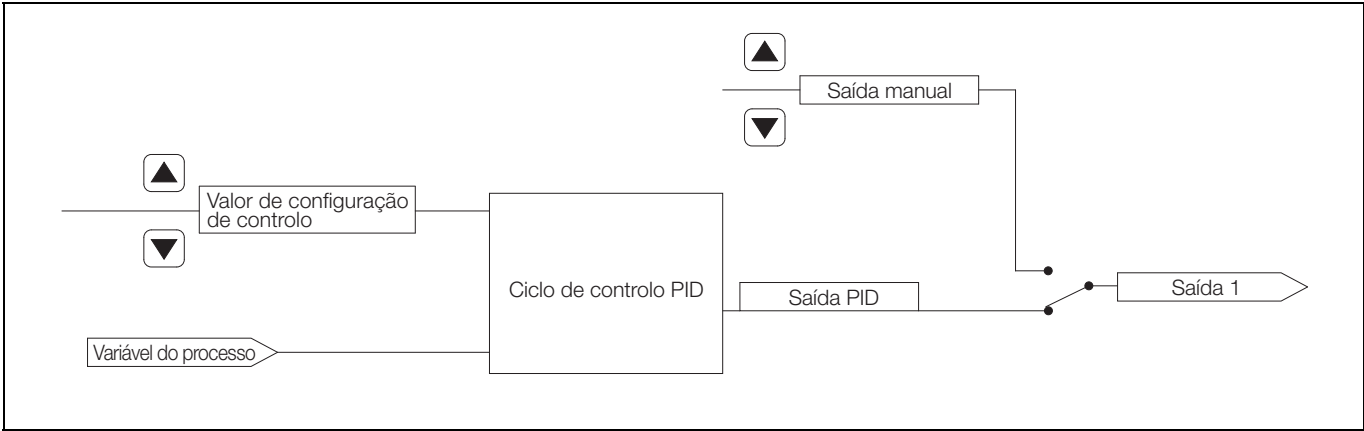 Saída manual
Valor de configuração
de controlo
Ciclo de controlo PID
Saída PID
Saída 1
Variável do processo